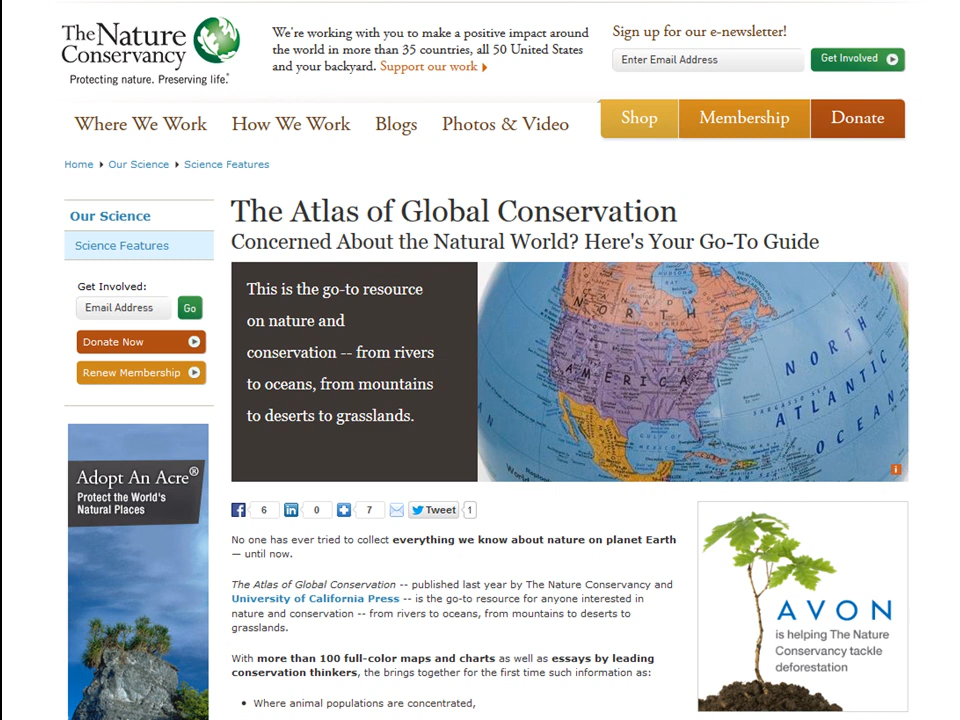 The Nature
Conservancy
Protecting nature. Preserving life.®
We're working with you to make a positive impact around
the world in more than 35 countries, all 50 United States
and your backyard. Support our work
Sign up for our e-newsletter!
Enter Email Address
Get Involved
Where We Work
How We Work
Blogs
Photos & Video
Shop
Membership
Donate
Home
Our Science
Science Features
Our Science
Science Features
Get Involved:
Email Address
Go
Donate Now
Renew Membership
Adopt An Acre®
Protect the World's
Natural Places
The Atlas of Global Conservation
Concerned About the Natural World? Here's Your Go-To Guide
This is the go-to resource
on nature and
conservation -- from rivers
to oceans, from mountains
to deserts to grasslands.
CANADA
NORTH
AMERICA
HUDSON
BAY
ONTARIO
GULF OF
MEXICO
SARGASSO SEA
NORTH
ATLANTIC
OCEAN
i
6
in
0
7
Tweet
1
No one has ever tried to collect everything we know about nature on planet Earth
— until now.
The Atlas of Global Conservation -- published last year by The Nature Conservancy and
University of California Press -- is the go-to resource for anyone interested in
nature and conservation -- from rivers to oceans, from mountains to deserts to
grasslands.
With more than 100 full-color maps and charts as well as essays by leading
conservation thinkers, the brings together for the first time such information as:
• Where animal populations are concentrated,
AVON
is helping The Nature
Conservancy tackle
deforestation